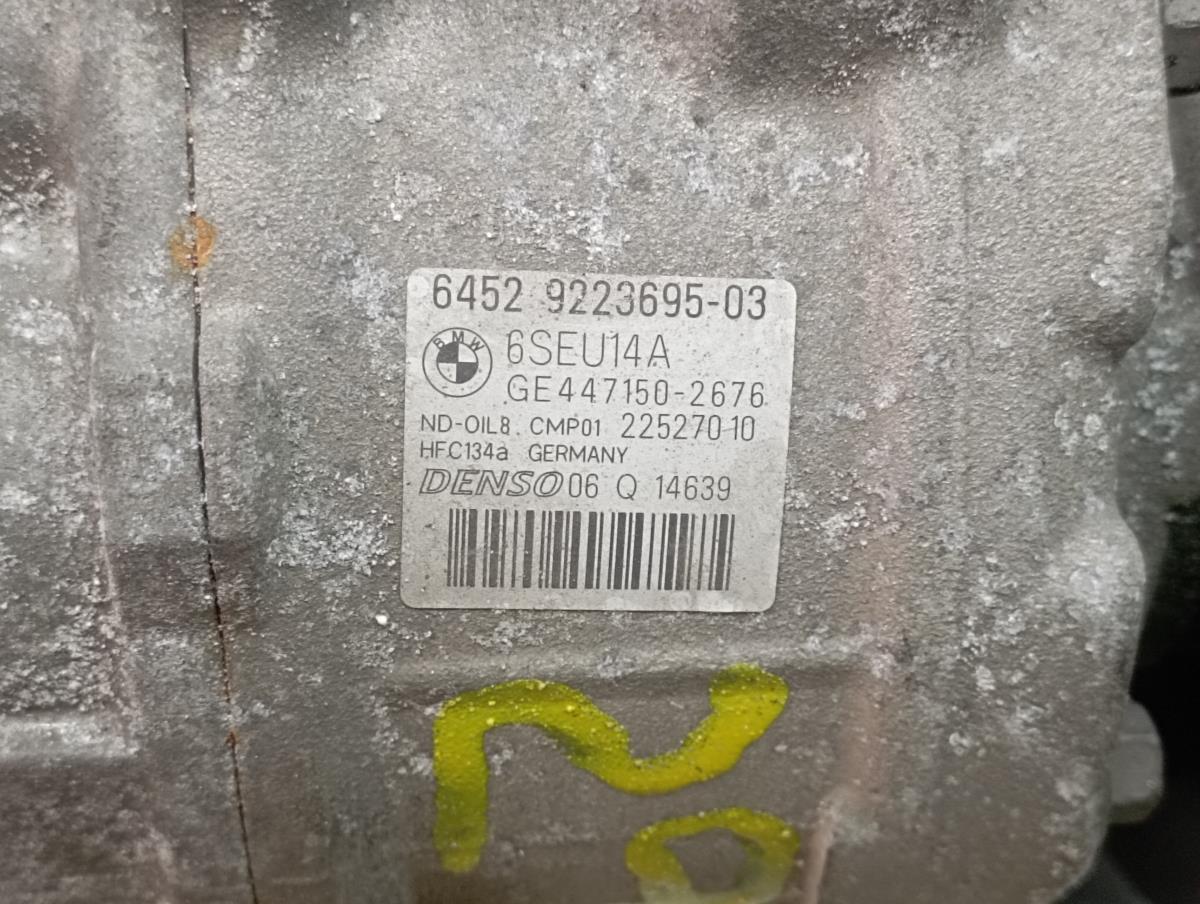 6452 9223695-03
BMW
6SEU14A
GE447150-2676
ND-OIL8 CMP01 22527010
HFC134a GERMANY
DENSO 06 Q 14639